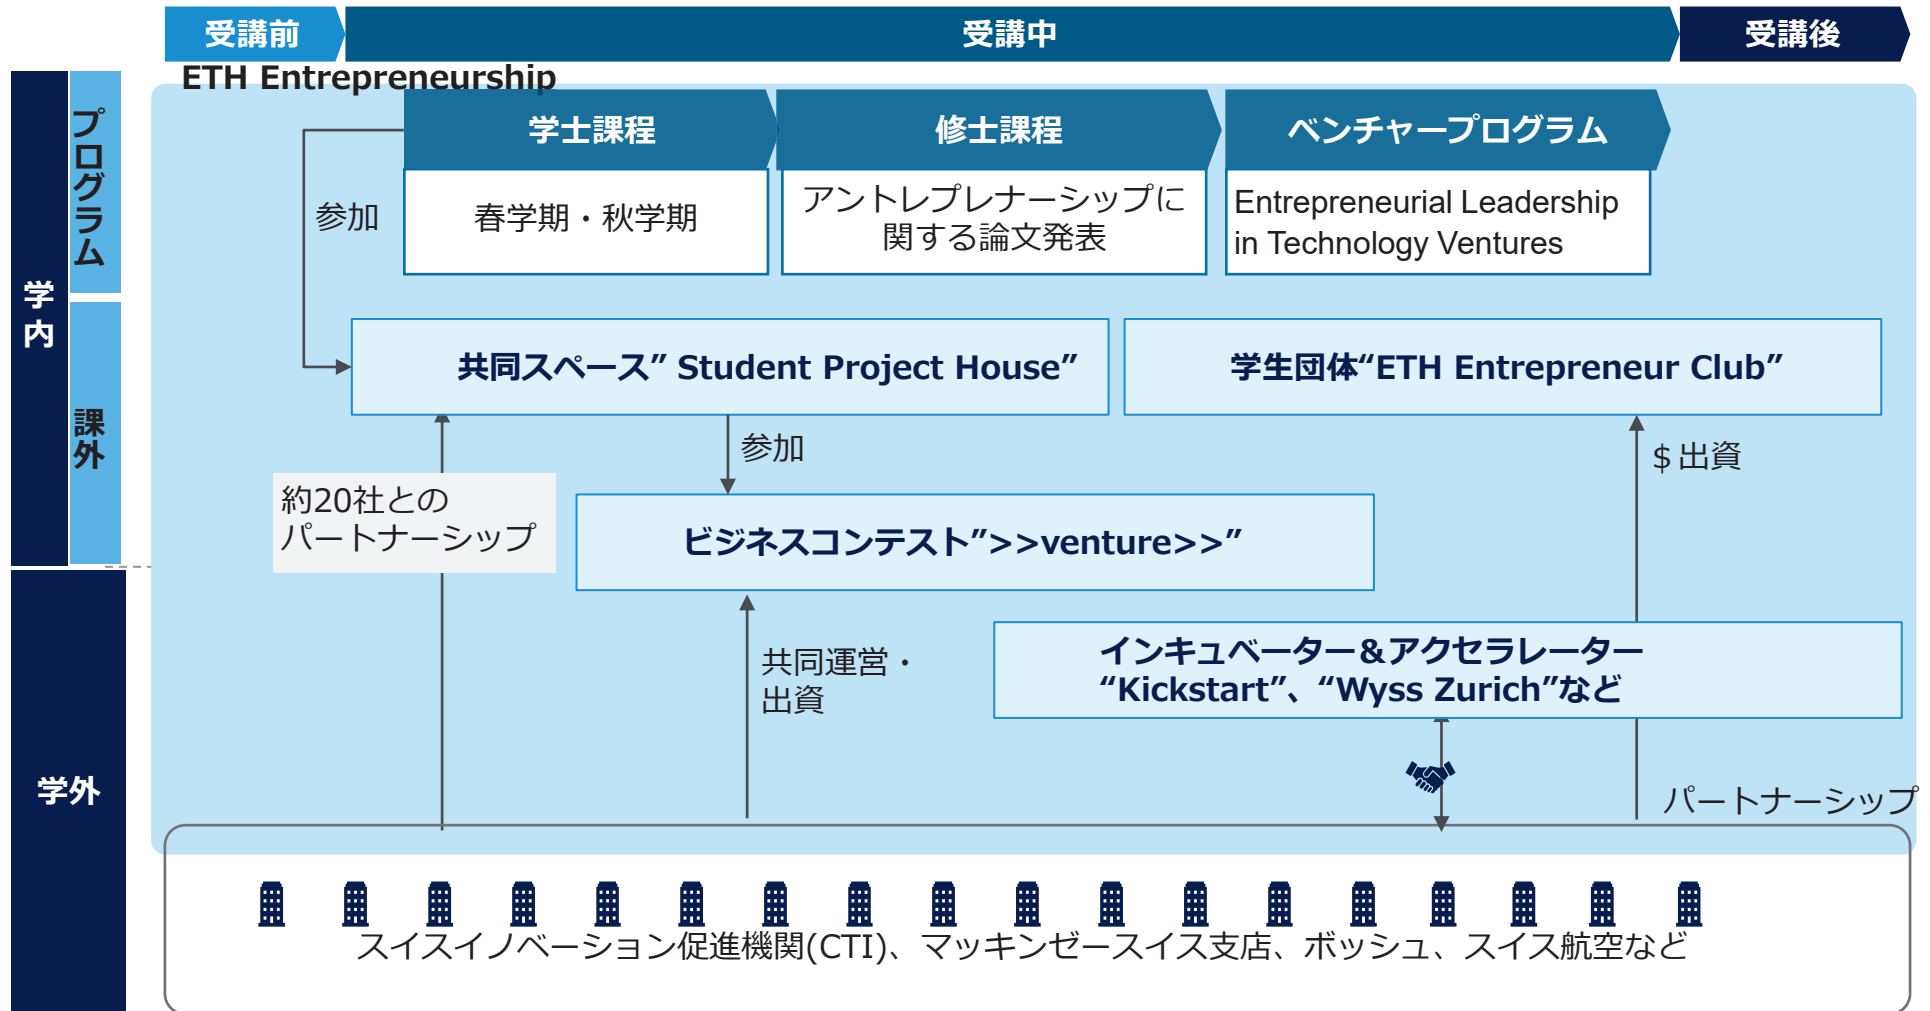 受講前
受講中
受講後
ETH Entrepreneurship
学内
プログラム
課外
学外
学士課程
修士課程
ベンチャープログラム
参加
春学期・秋学期
アントレプレナーシップに
関する論文発表
Entrepreneurial Leadership
in Technology Ventures
共同スペース” Student Project House”
学生団体“ETH Entrepreneur Club”
参加
$ 出資
約20社との
パートナーシップ
ビジネスコンテスト”>>venture>>”
共同運営・
出資
インキュベーター＆アクセラレーター
“Kickstart”、“Wyss Zurich”など
パートナーシップ
スイスイノベーション促進機関(CTI)、マッキンゼースイス支店、ボッシュ、スイス航空など